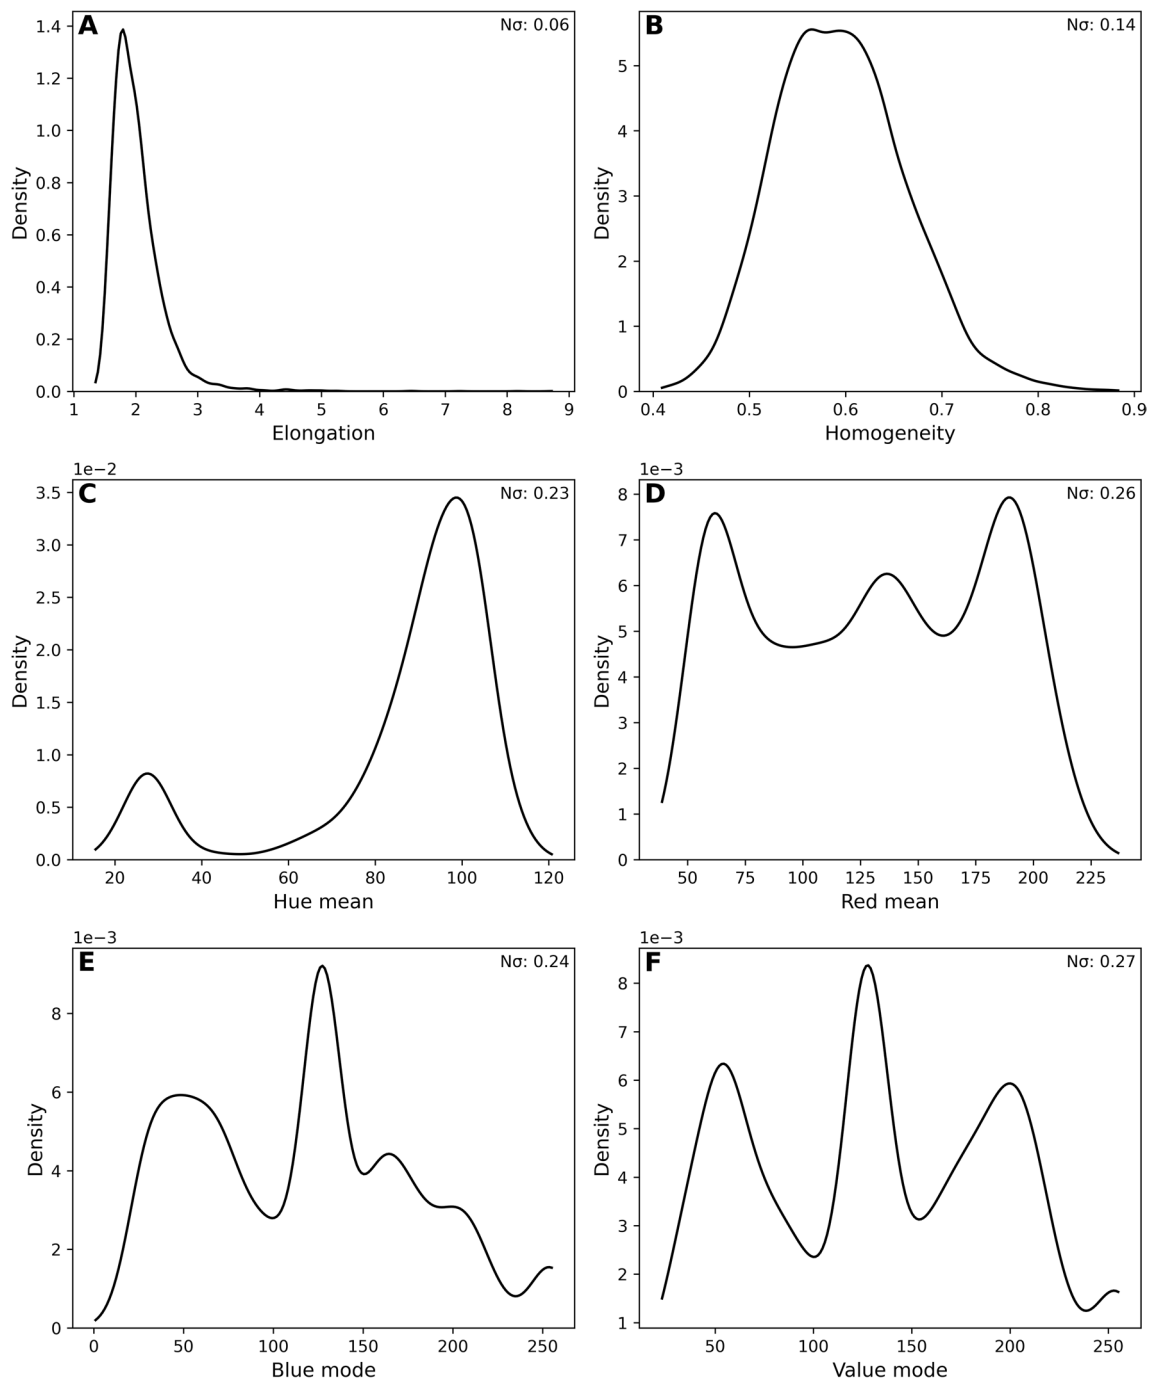 A
Nσ: 0.06
Density
1.4
1.2
1.0
0.8
0.6
0.4
0.2
0.0
1 2 3 4 5 6 7 8 9
Elongation
B
Nσ: 0.14
Density
5
4
3
2
1
0
0.4 0.5 0.6 0.7 0.8 0.9
Homogeneity
1e−2
C
Nσ: 0.23
Density
3.5
3.0
2.5
2.0
1.5
1.0
0.5
0.0
20 40 60 80 100 120
Hue mean
1e−3
D
Nσ: 0.26
Density
8
7
6
5
4
3
2
1
0
50 75 100 125 150 175 200 225
Red mean
1e−3
E
Nσ: 0.24
Density
8
6
4
2
0
0 50 100 150 200 250
Blue mode
1e−3
F
Nσ: 0.27
Density
8
7
6
5
4
3
2
1
50 100 150 200 250
Value mode